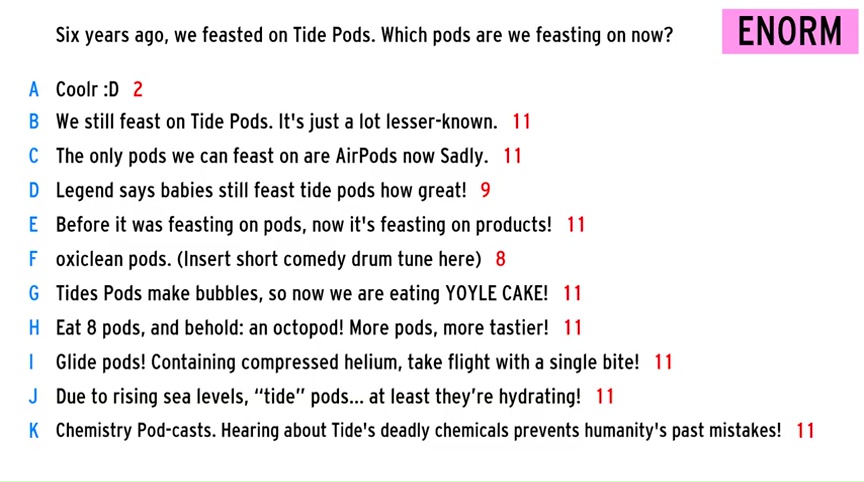 Six years ago, we feasted on Tide Pods. Which pods are we feasting on now?
ENORM
A Coolr :D 2
B We still feast on Tide Pods. It's just a lot lesser-known. 11
C The only pods we can feast on are AirPods now Sadly. 11
D Legend says babies still feast tide pods how great! 9
E Before it was feasting on pods, now it's feasting on products! 11
F oxiclean pods. (Insert short comedy drum tune here) 8
G Tides Pods make bubbles, so now we are eating YOYLE CAKE! 11
H Eat 8 pods, and behold: an octopod! More pods, more tastier! 11
I Glide pods! Containing compressed helium, take flight with a single bite! 11
J Due to rising sea levels, “tide” pods... at least they’re hydrating! 11
K Chemistry Pod-casts. Hearing about Tide's deadly chemicals prevents humanity's past mistakes! 11